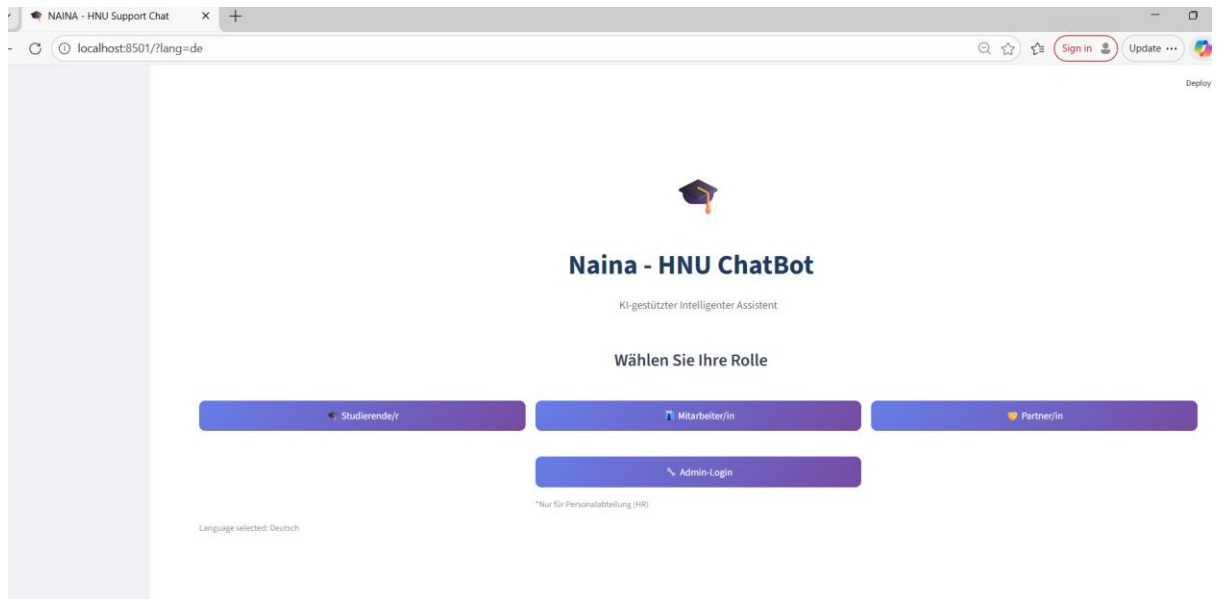 NAINA - HNU Support Chat
localhost:8501/?lang=de
Sign in
Update
Deploy
Naina - HNU ChatBot
KI-gestützter Intelligenter Assistent
Wählen Sie Ihre Rolle
Studierende/r
Mitarbeiter/in
Partner/in
Admin-Login
*Nur für Personalabteilung (HR)
Language selected: Deutsch